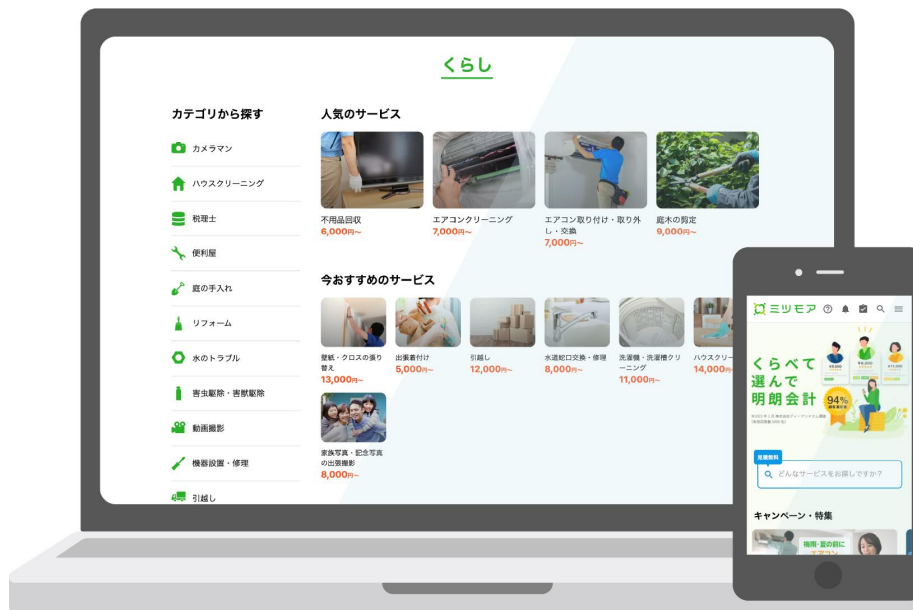 くらし
カテゴリから探す
カメラマン
ハウスクリーニング
税理士
便利屋
庭の手入れ
リフォーム
水のトラブル
害虫駆除・害獣駆除
動画撮影
機器設置・修理
引越し
人気のサービス
不用品回収
6,000円〜
エアコンクリーニング
7,000円〜
エアコン取り付け・取り外
し・交換
7,000円〜
庭木の剪定
9,000円〜
今おすすめのサービス
壁紙・クロスの張り
替え
13,000円〜
出張着付け
5,000円〜
引越し
12,000円〜
水道蛇口交換・修理
8,000円〜
洗濯機・洗濯槽クリ
ーニング
11,000円〜
ハウスクリー
14,000円
家族写真・記念写真
の出張撮影
8,000円〜
ミツモア
くらべて
選んで
明朗会計
94%
見積無料
どんなサービスをお探しですか？
キャンペーン・特集
梅雨・夏の前に
エアコン